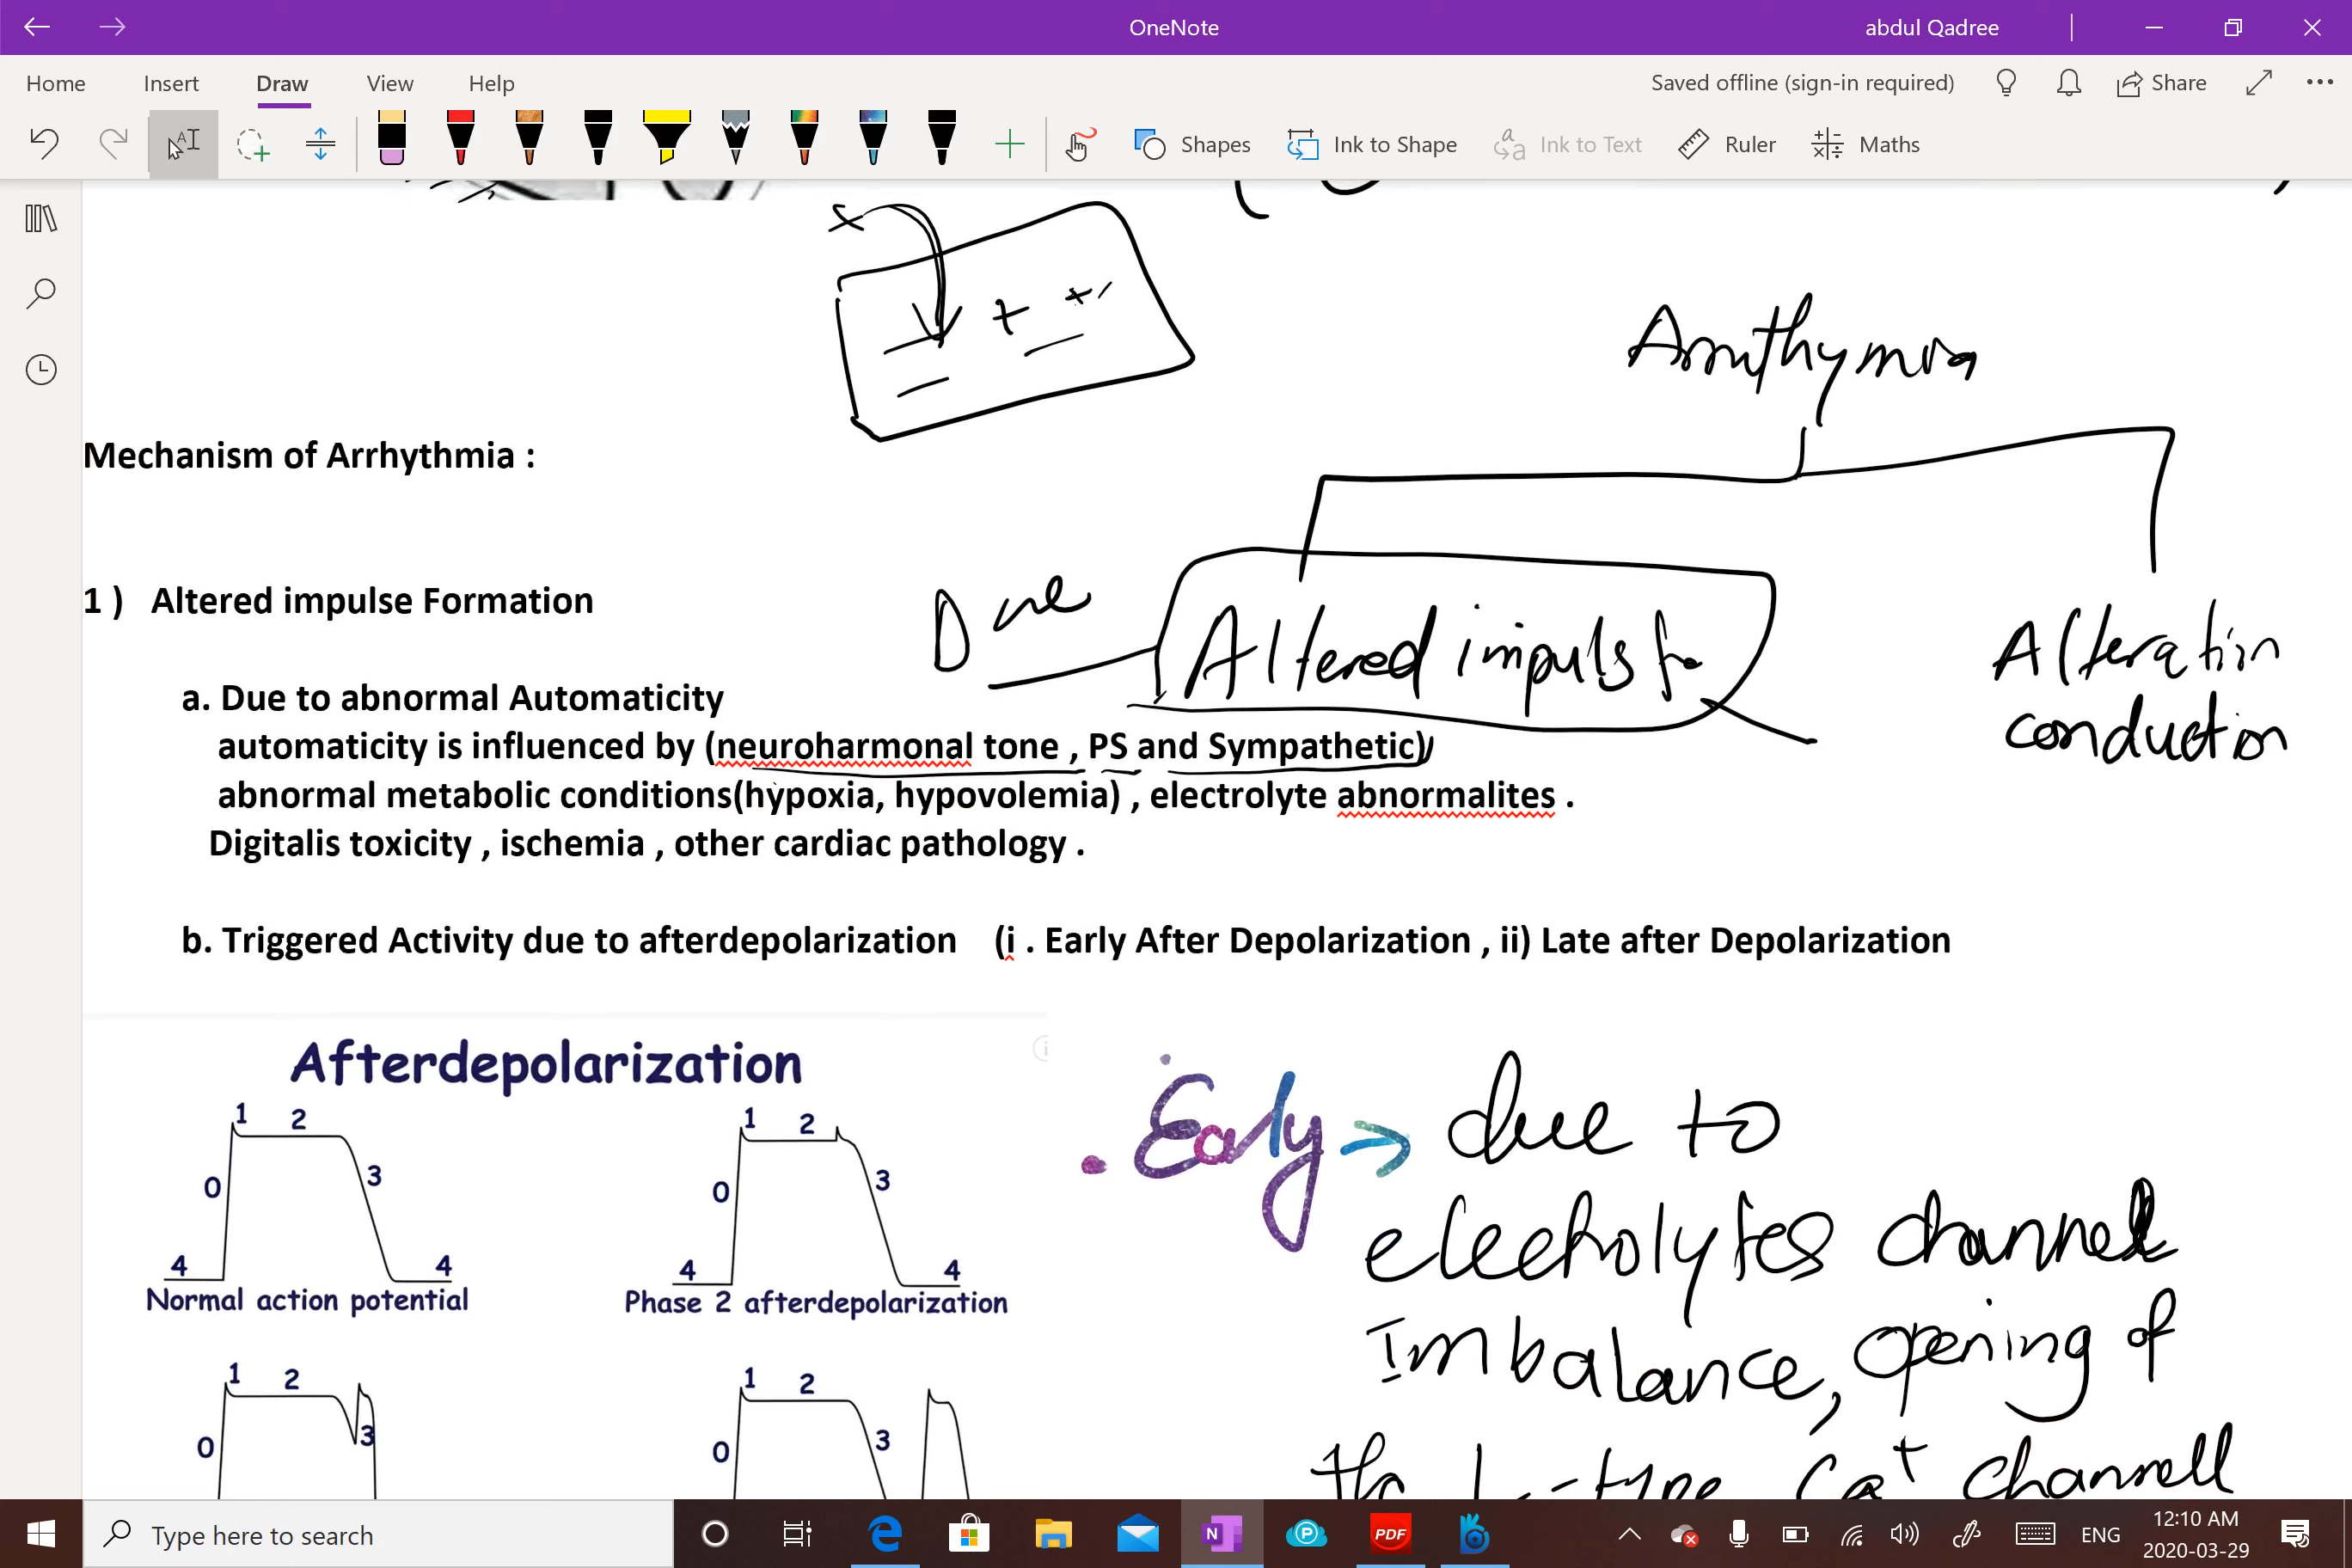 OneNote
abdul Qadree
Home Insert Draw View Help
Saved offline (sign-in required)
Share
Shapes
Ink to Shape
Ink to Text
Ruler
Maths
Mechanism of Arrhythmia :
1 ) Altered impulse Formation
Altered impuls
Alteration
conduction
a. Due to abnormal Automaticity
automaticity is influenced by (neuroharmonal tone , PS and Sympathetic)
abnormal metabolic conditions(hypoxia, hypovolemia) , electrolyte abnormalites .
Digitalis toxicity , ischemia , other cardiac pathology .
b. Triggered Activity due to afterdepolarization (i . Early After Depolarization , ii) Late after Depolarization
Afterdepolarization
1 2
0 3
4 4
Normal action potential
1 2
0 3
4 4
Phase 2 afterdepolarization
1 2
0 3
1 2
0 3
. Early → due to
electrolytes channel
Imbalance, opening of
the L-type Ca+ channell
Type here to search
N
P
PDF
ENG
12:10 AM
2020-03-29